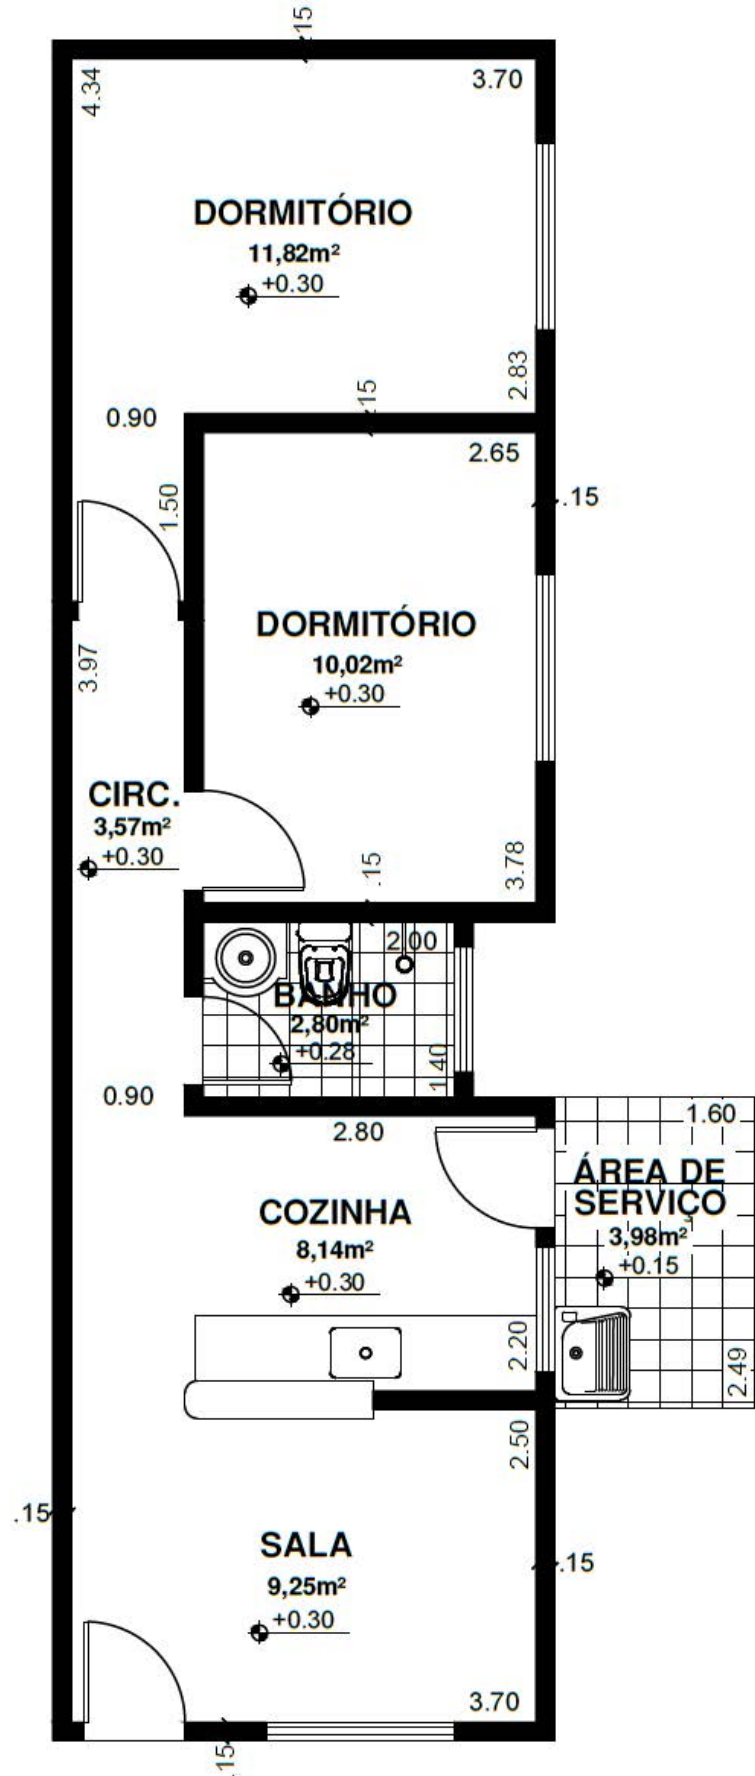 .15
4.34
3.70
DORMITÓRIO
11,82m²
+0.30
2.83
.15
0.90
2.65
1.50
.15
DORMITÓRIO
10,02m²
+0.30
3.97
CIRC.
3,57m²
+0.30
3.78
.15
2.00
BANHO
2,80m²
+0.28
1.40
0.90
2.80
1.60
ÁREA DE
SERVIÇO
3,98m²
+0.15
COZINHA
8,14m²
+0.30
2.20
2.49
2.50
.15
SALA
9,25m²
+0.30
.15
3.70
.15